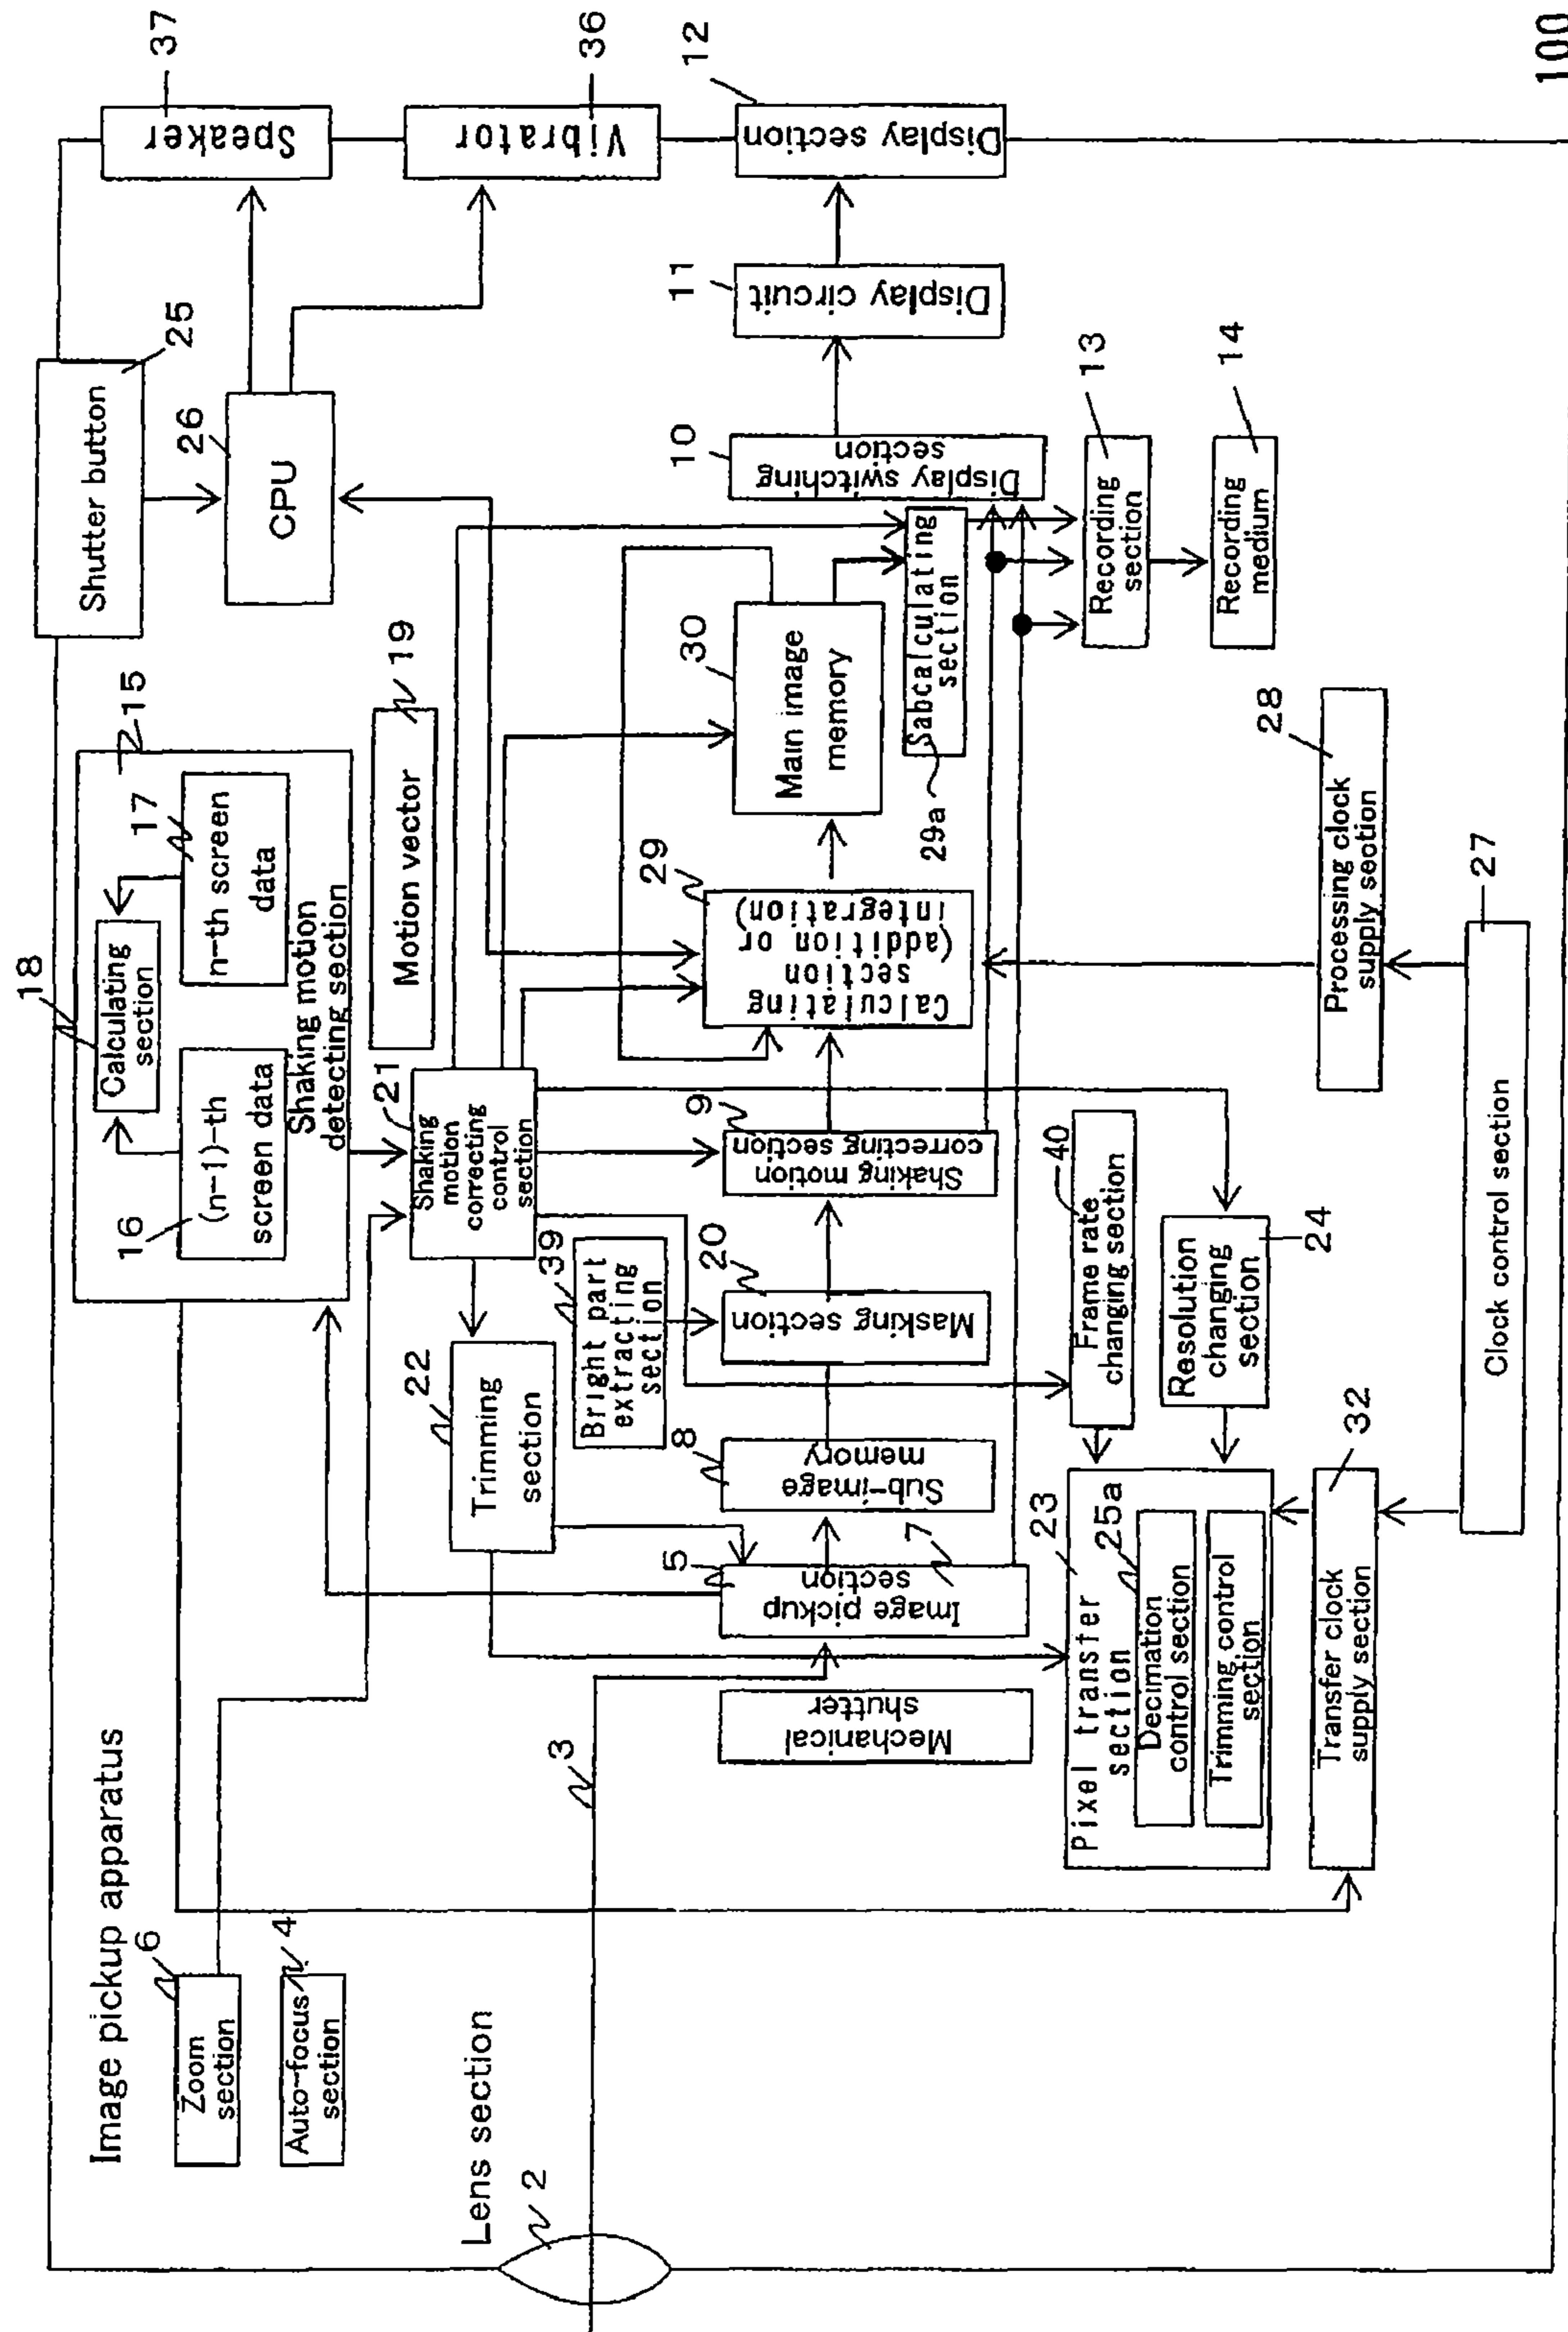 Image pickup apparatus
6
Zoom
section
Auto-focus
section
4
Lens section
2
3
18
15
Calculating
section
16
(n-1)-th
screen data
17
n-th screen
data
Shaking motion
detecting section
Motion vector
19
Shutter button
25
26
CPU
Speaker
37
Vibrator
36
21
Shaking
motion
correcting
control
section
22
Trimming
section
39
Bright part
extracting
section
Mechanical
shutter
5
Image pickup
section
7
8
Sub-image
memory
20
Masking section
9
Shaking motion
correcting section
29
Calculating
section
(addition or
integration)
30
Main image
memory
Sabcalculating
section
29a
10
Display switching
section
11
Display circuit
12
Display section
13
Recording
section
14
Recording
medium
23
Pixel transfer
section
25a
Decimation
control section
Trimming control
section
40
Frame rate
changing section
Resolution
changing
section
24
32
Transfer clock
supply section
28
Processing clock
supply section
27
Clock control section
100